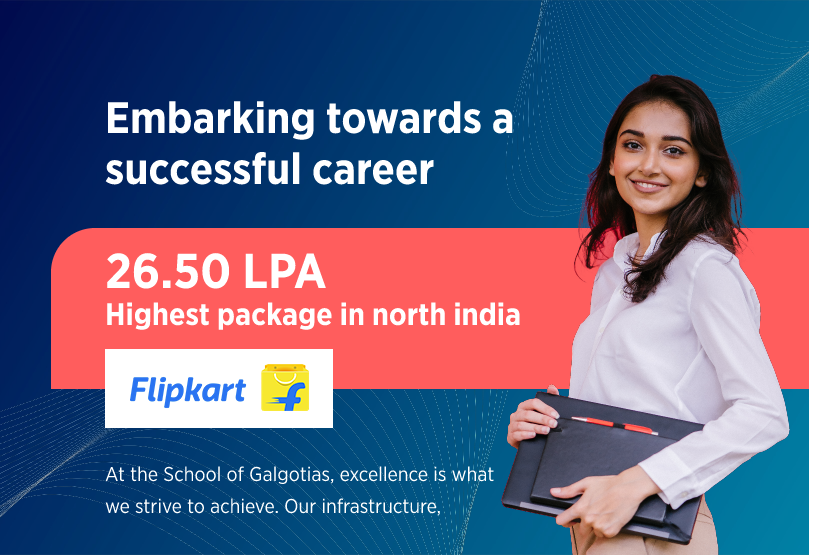 Embarking towards a
successful career
26.50 LPA
Highest package in north india
Flipkart
At the School of Galgotias, excellence is what
we strive to achieve. Our infrastructure,